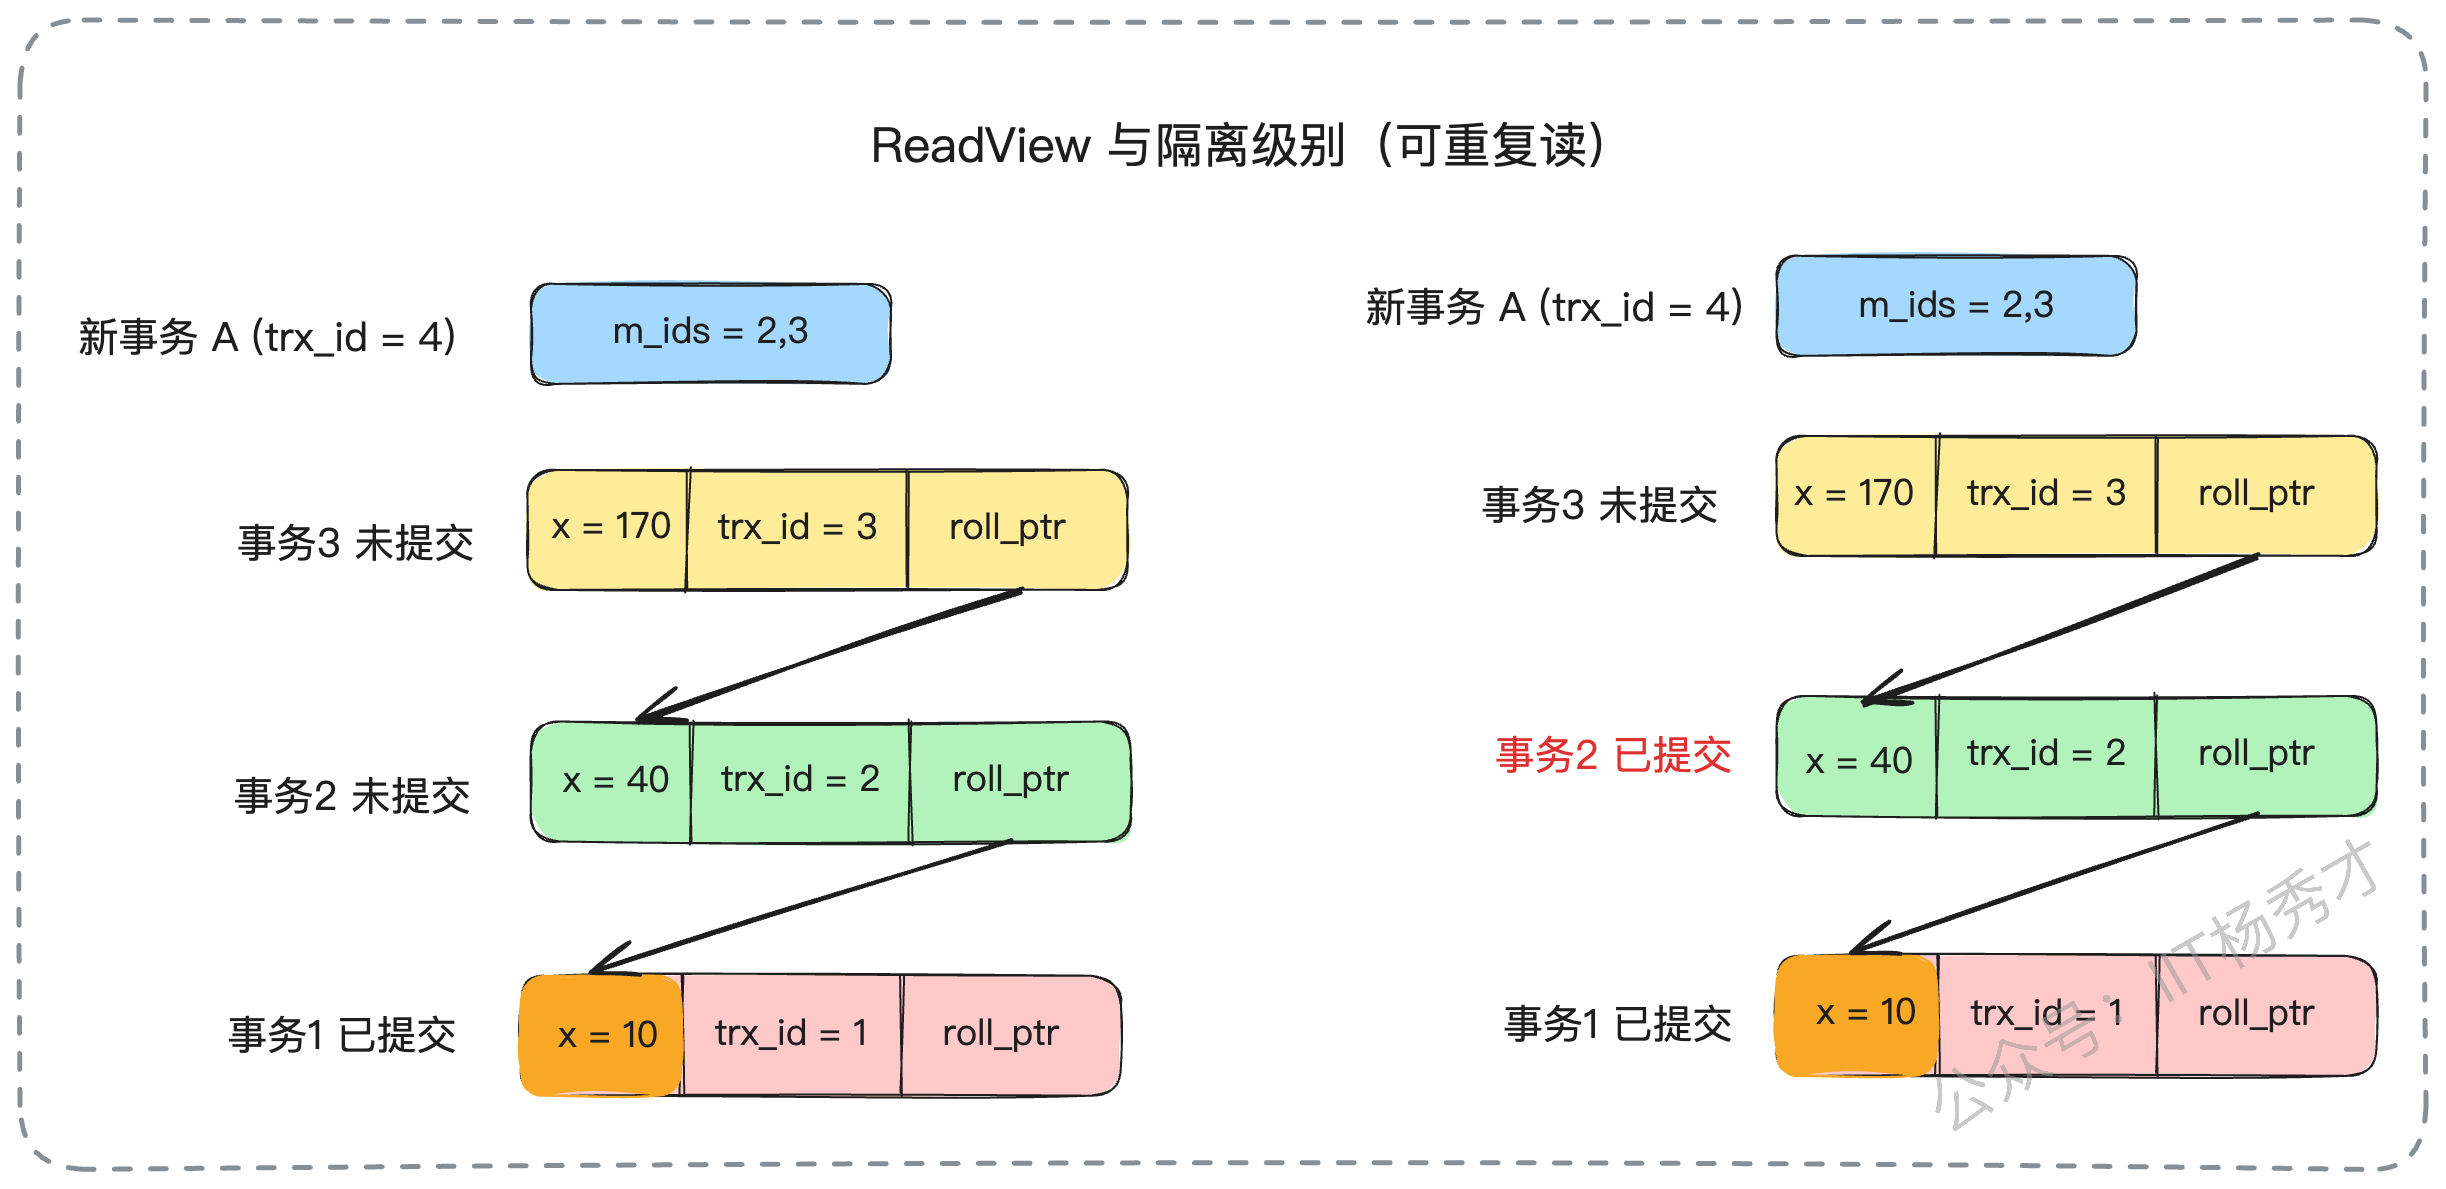 ReadView 与隔离级别（可重复读）
新事务 A (trx_id = 4)
m_ids = 2,3
事务3 未提交
x = 170
trx_id = 3
roll_ptr
事务2 未提交
x = 40
trx_id = 2
roll_ptr
事务1 已提交
x = 10
trx_id = 1
roll_ptr
新事务 A (trx_id = 4)
m_ids = 2,3
事务3 未提交
x = 170
trx_id = 3
roll_ptr
事务2 已提交
x = 40
trx_id = 2
roll_ptr
事务1 已提交
x = 10
trx_id = 1
roll_ptr
公众号：IIT杨秀才